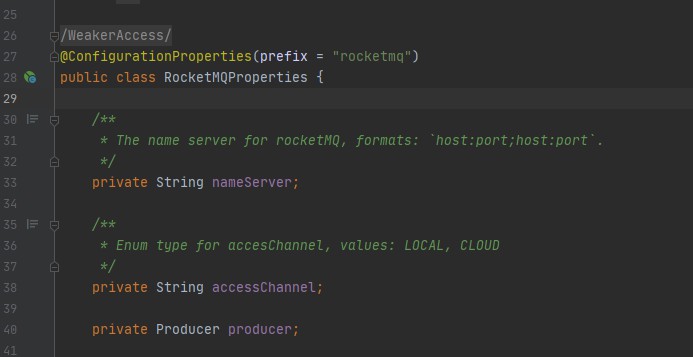 25
26 /WeakerAccess/
27 @ConfigurationProperties(prefix = "rocketmq")
28 public class RocketMQProperties {
29
30 /**
31 * The name server for rocketMQ, formats: `host:port;host:port`.
32 */
33 private String nameServer;
34
35 /**
36 * Enum type for accesChannel, values: LOCAL, CLOUD
37 */
38 private String accessChannel;
39
40 private Producer producer;
41